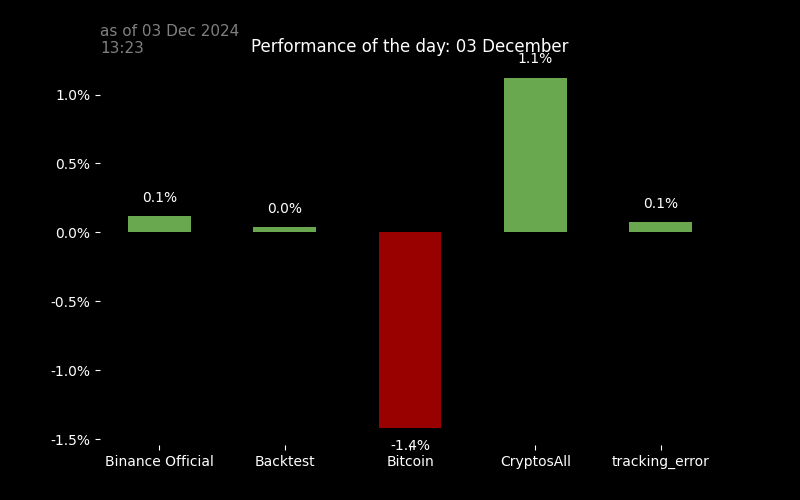 as of 03 Dec 2024
13:23
Performance of the day: 03 December
1.1%
1.0%
0.5%
0.1%
0.0%
0.1%
0.0%
-0.5%
-1.0%
-1.5%
-1.4%
Binance Official
Backtest
Bitcoin
CryptosAll
tracking_error